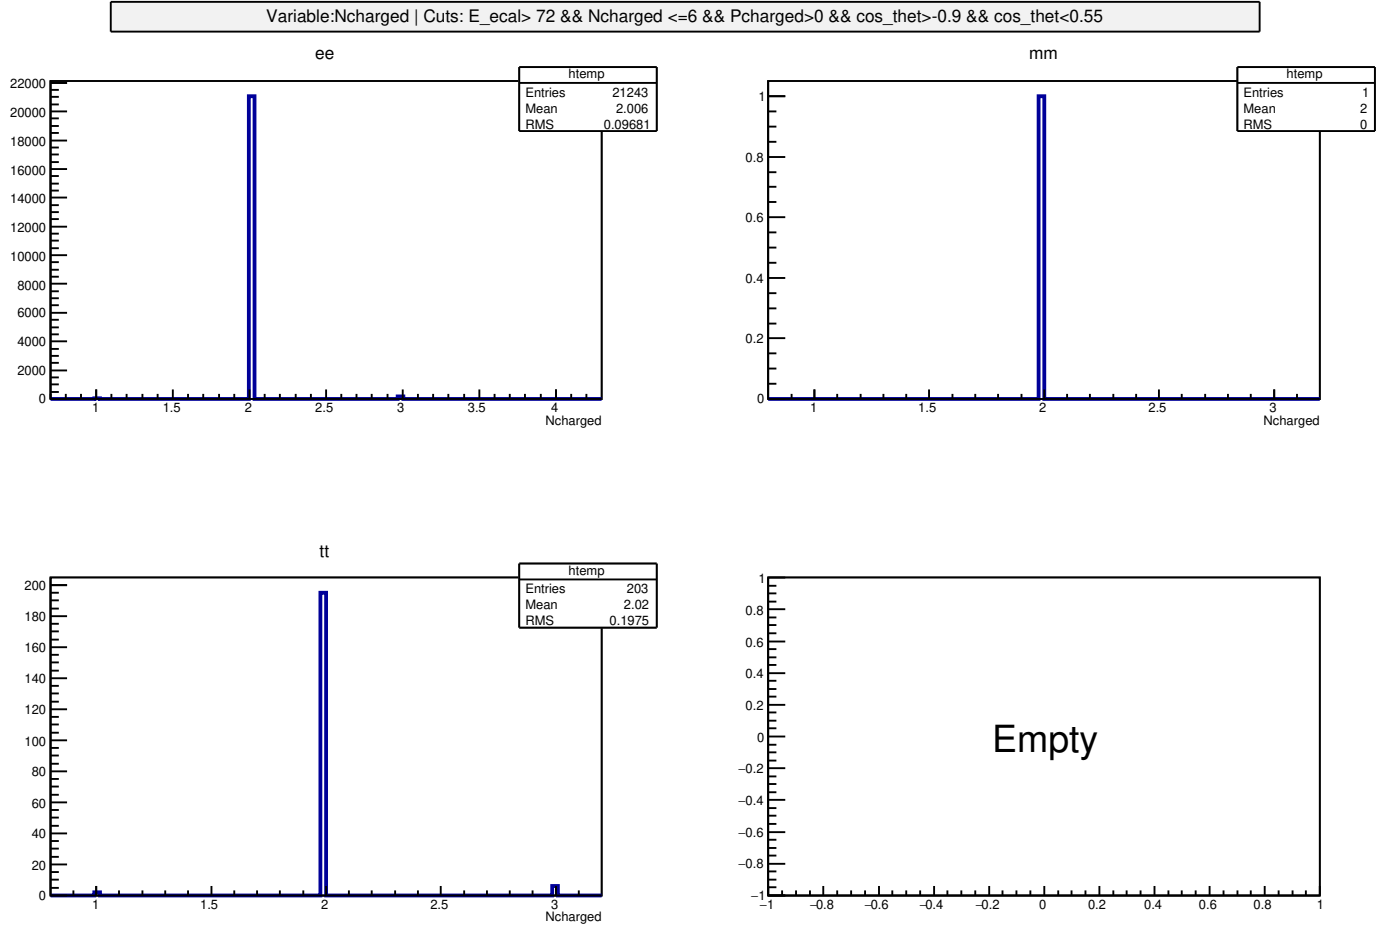 Variable:Ncharged | Cuts: E_ecal> 72 && Ncharged <=6 && Pcharged>0 && cos_thet>-0.9 && cos_thet<0.55
ee
htemp
Entries 21243
Mean 2.006
RMS 0.09681
22000
20000
18000
16000
14000
12000
10000
8000
6000
4000
2000
0
1 1.5 2 2.5 3 3.5 4
Ncharged
mm
htemp
Entries 1
Mean 2
RMS 0
1
0.8
0.6
0.4
0.2
0
1 1.5 2 2.5 3
Ncharged
tt
htemp
Entries 203
Mean 2.02
RMS 0.1975
200
180
160
140
120
100
80
60
40
20
0
1 1.5 2 2.5 3
Ncharged
1
0.8
0.6
0.4
0.2
0
−0.2
−0.4
−0.6
−0.8
−1
Empty
−1 −0.8 −0.6 −0.4 −0.2 0 0.2 0.4 0.6 0.8 1